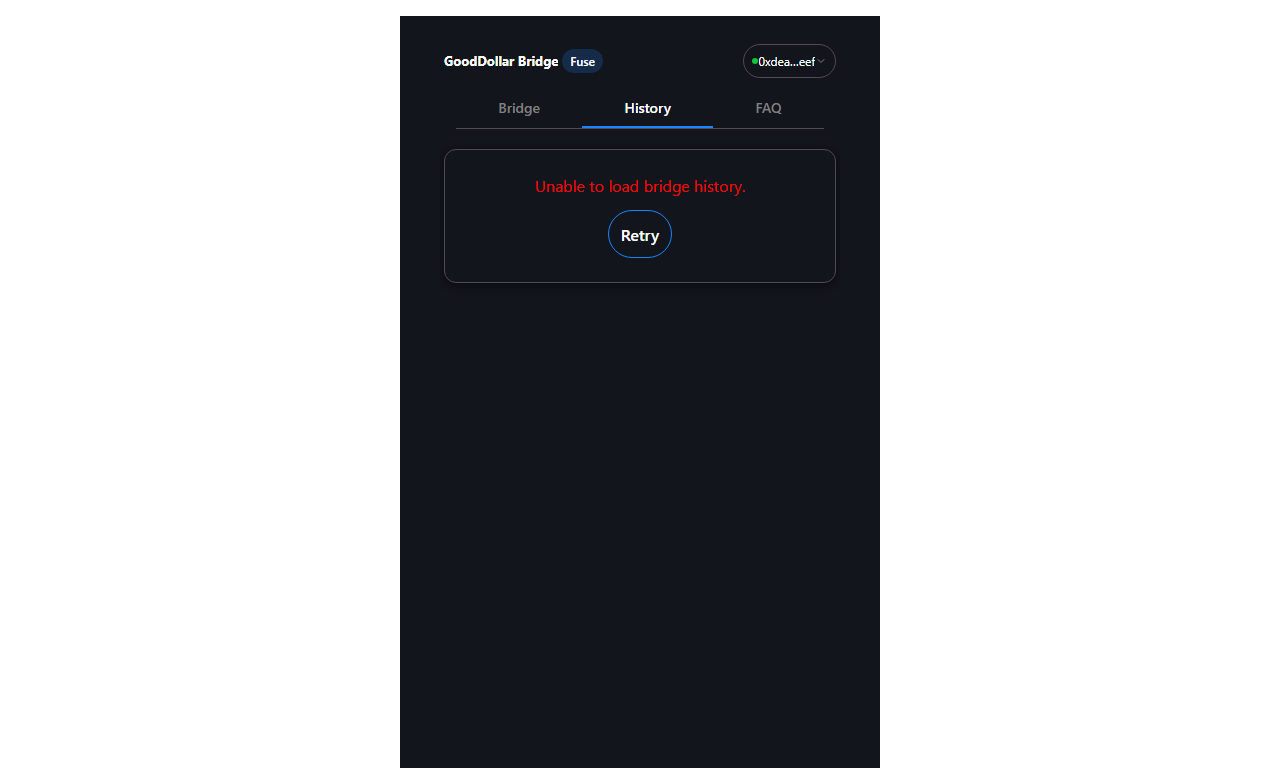 GoodDollar Bridge Fuse 0xdea...eef
Bridge History FAQ
Unable to load bridge history.
Retry